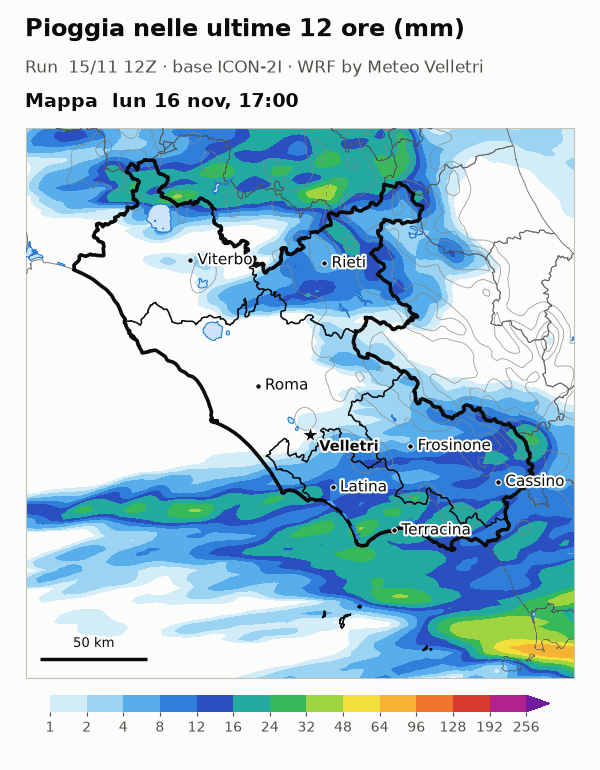 Pioggia nelle ultime 12 ore (mm)
Run  15/11 12Z · base ICON-2I · WRF by Meteo Velletri
Mappa  lun 16 nov, 17:00
Viterbo
Rieti
Roma
Velletri
Frosinone
Cassino
Latina
Terracina
50 km
1 2 4 8 12 16 24 32 48 64 96 128 192 256